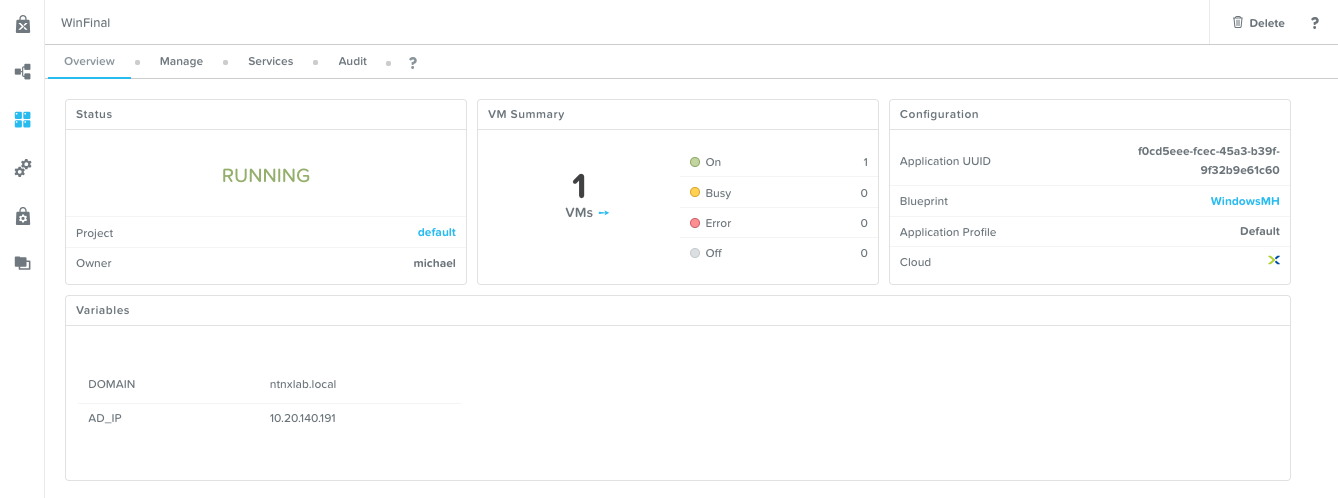 WinFinal
Delete
?
Overview
Manage
Services
Audit
?
Status
RUNNING
Project default
Owner michael
VM Summary
1
VMs →
On 1
Busy 0
Error 0
Off 0
Configuration
Application UUID f0cd5eee-fcec-45a3-b39f-
9f32b9e61c60
Blueprint WindowsMH
Application Profile Default
Cloud
Variables
DOMAIN ntnxlab.local
AD_IP 10.20.140.191